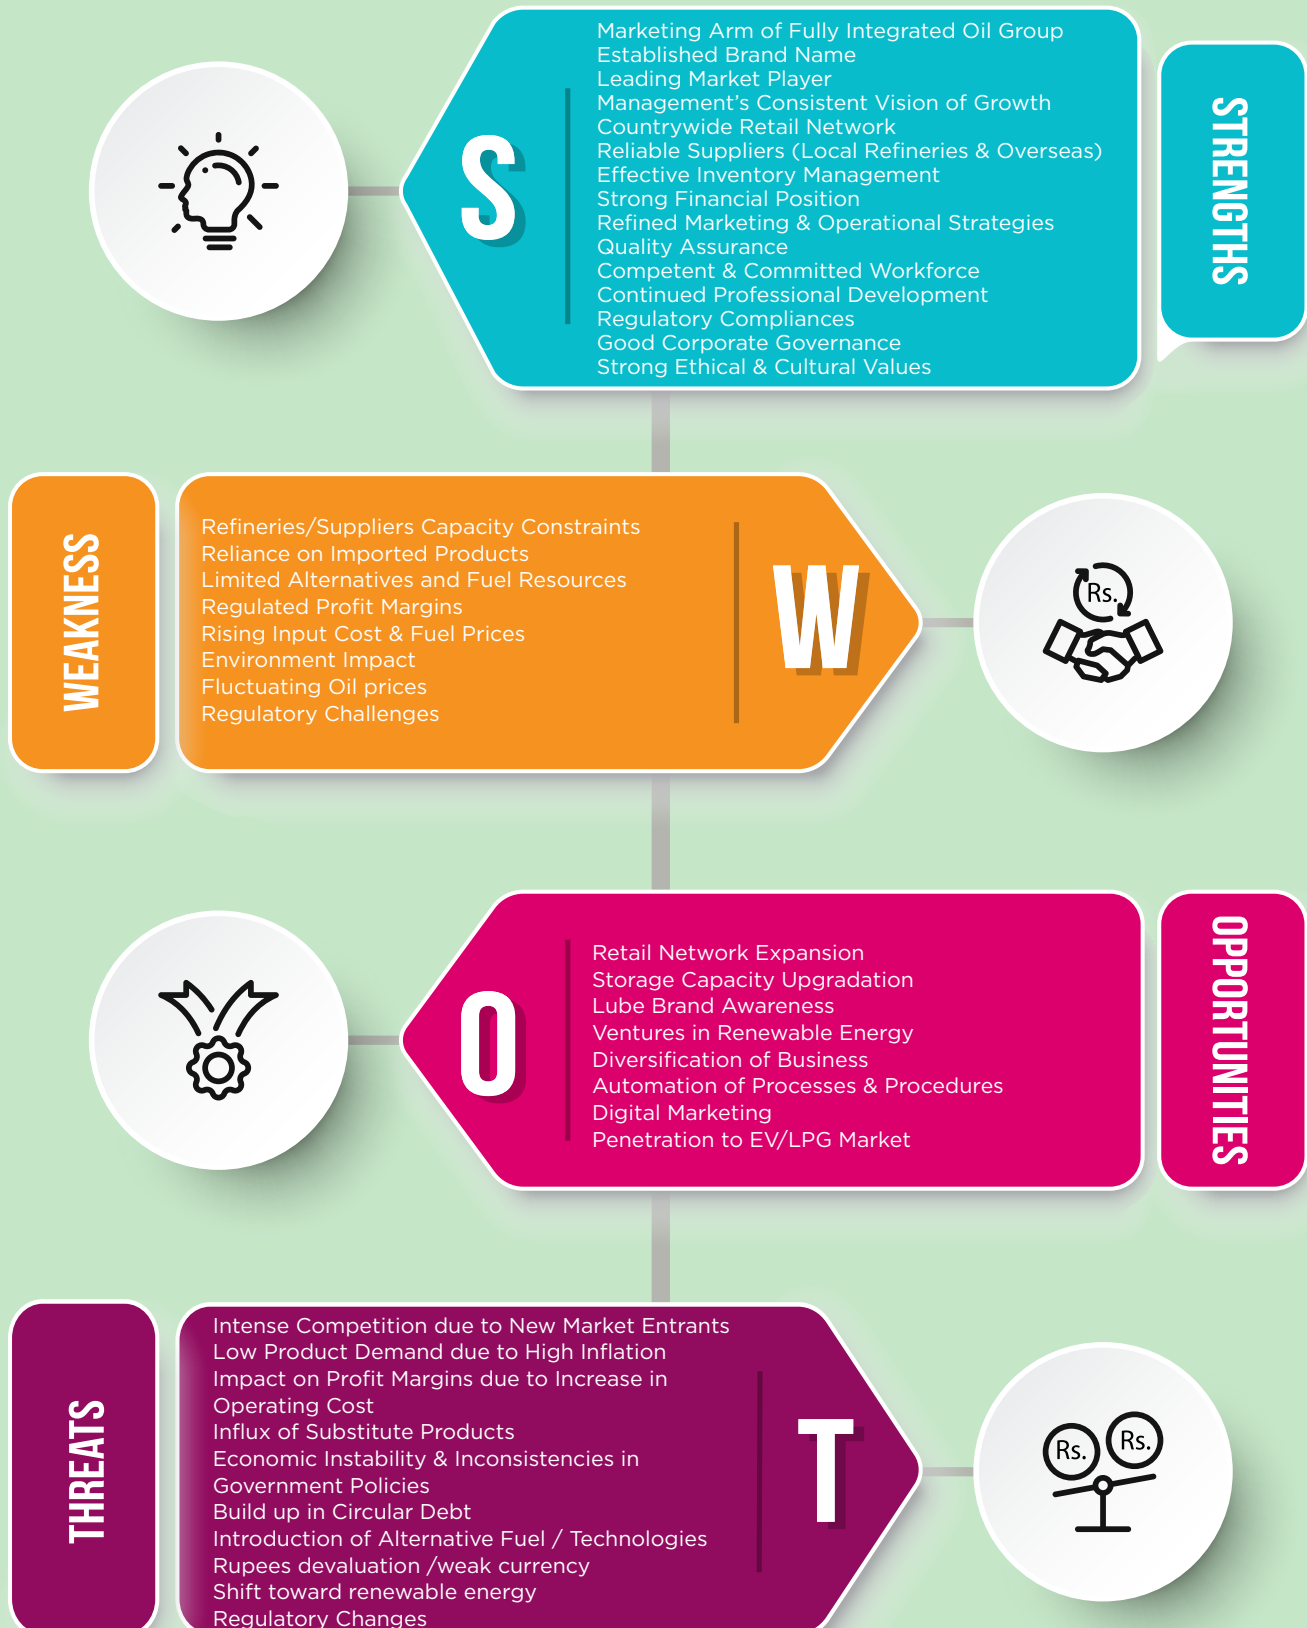 Marketing Arm of Fully Integrated Oil Group
Established Brand Name
Leading Market Player
Management’s Consistent Vision of Growth
Countrywide Retail Network
Reliable Suppliers (Local Refineries & Overseas)
Effective Inventory Management
Strong Financial Position
Refined Marketing & Operational Strategies
Quality Assurance
Competent & Committed Workforce
Continued Professional Development
Regulatory Compliances
Good Corporate Governance
Strong Ethical & Cultural Values
S
STRENGTHS
WEAKNESS
Refineries/Suppliers Capacity Constraints
Reliance on Imported Products
Limited Alternatives and Fuel Resources
Regulated Profit Margins
Rising Input Cost & Fuel Prices
Environment Impact
Fluctuating Oil prices
Regulatory Challenges
W
Rs.
O
Retail Network Expansion
Storage Capacity Upgradation
Lube Brand Awareness
Ventures in Renewable Energy
Diversification of Business
Automation of Processes & Procedures
Digital Marketing
Penetration to EV/LPG Market
OPPORTUNITIES
THREATS
Intense Competition due to New Market Entrants
Low Product Demand due to High Inflation
Impact on Profit Margins due to Increase in
Operating Cost
Influx of Substitute Products
Economic Instability & Inconsistencies in
Government Policies
Build up in Circular Debt
Introduction of Alternative Fuel / Technologies
Rupees devaluation /weak currency
Shift toward renewable energy
Regulatory Changes
T
Rs.
Rs.